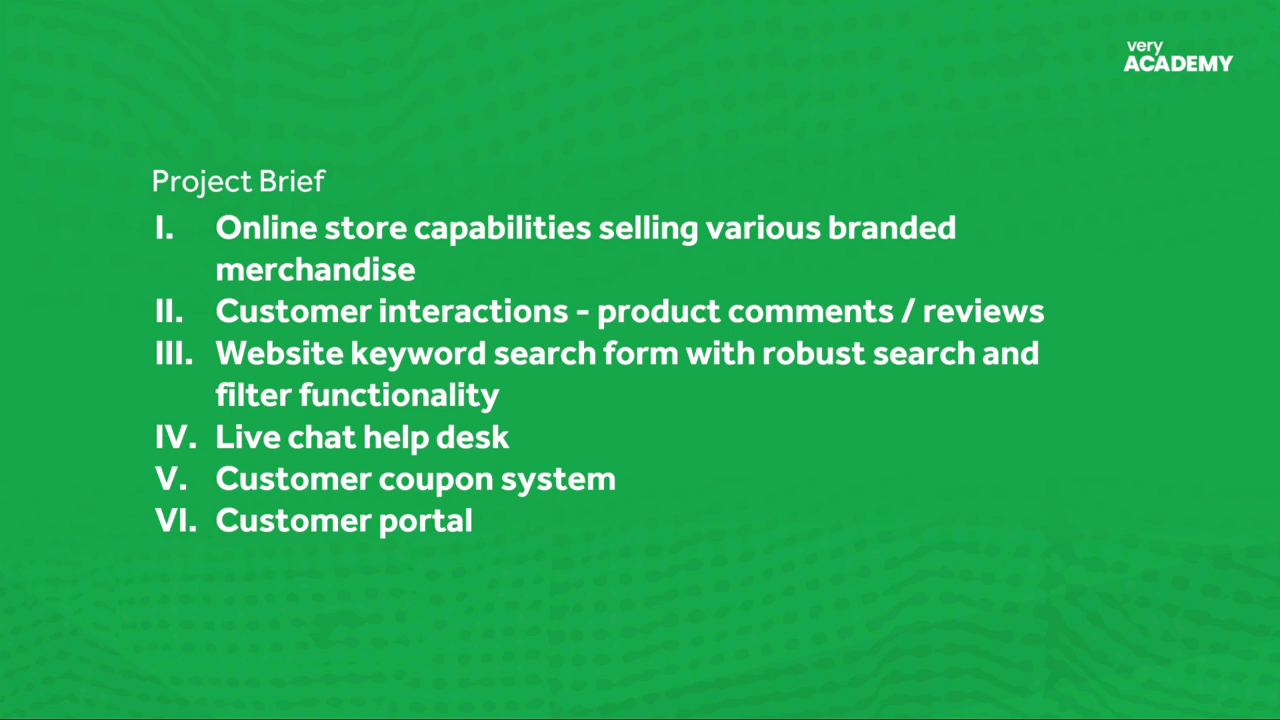 very
ACADEMY
Project Brief
I. Online store capabilities selling various branded
merchandise
II. Customer interactions - product comments / reviews
III. Website keyword search form with robust search and
filter functionality
IV. Live chat help desk
V. Customer coupon system
VI. Customer portal